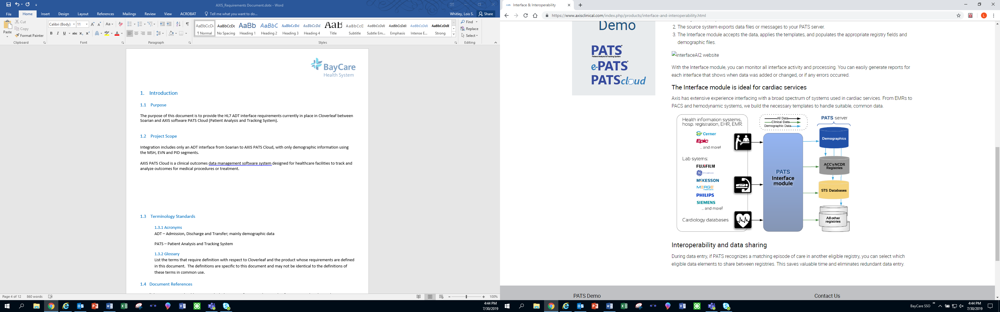 AXIS_Requirements Document.dotx - Word
File Home Insert Design Layout References Mailings Review View ACROBAT Tell me what you want to do... Whitley, Lois S. Share
Paste
Cut
Copy
Format Painter
Clipboard
Calibri (Body) 11
Font
Paragraph
AaBbCcDc AaBbCcDc AaBb AaBbC AaBbCcDd AaBbCcDd. AaB AaBbCcD AaBbCcDdl AaBbCcDdl AaBbCcDdl AaBbCcDdE
¶ Normal No Spacing Heading 1 Heading 2 Heading 3 Heading 4 Title Subtitle Subtle Em... Emphasis Intense E... Strong
Styles
Find
Replace
Select
Editing
BayCare
Health System
1. Introduction
1.1 Purpose
The purpose of this document is to provide the HL7 ADT interface requirements currently in place in Cloverleaf between
Soarian and AXIS software PATS Cloud (Patient Analysis and Tracking System).
1.2 Project Scope
Integration includes only an ADT interface from Soarian to AXIS PATS Cloud, with only demographic information using
the MSH, EVN and PID segments.
AXIS PATS Cloud is a clinical outcomes data management software system designed for healthcare facilities to track and
analyze outcomes for medical procedures or treatment.
1.3 Terminology Standards
1.3.1 Acronyms
ADT – Admission, Discharge and Transfer; mainly demographic data
PATS – Patient Analysis and Tracking System
1.3.2 Glossary
List the terms that require definition with respect to Cloverleaf and the product whose requirements are defined
in this document. The definitions are specific to this document and may not be identical to the definitions of
these terms in common use.
1.4 Document References
Page 4 of 12 860 words
100%
4:44 PM
7/30/2019
Interface & Interoperability
https://www.axisclinical.com/index.php/products/interface-and-interoperability.html
Demo
PATS
Patient Analysis & Tracking System
e-PATS
PATS cloud
2. The source system exports data files or messages to your PATS server.
3. The Interface module accepts the data, applies the templates, and populates the appropriate registry fields and
demographic files.
interfaceAI2 website
With the Interface module, you can monitor all interface activity and processing. You can easily generate reports for
each interface that shows when data was added or changed, or if any errors occurred.
The Interface module is ideal for cardiac services
Axis has extensive experience interfacing with a broad spectrum of systems used in cardiac services. From EMRs to
PACS and hemodynamic systems, we build the necessary templates to handle suitable, common data.
Health information systems,
hosp. registration, EHR, EMR:
Cerner
Epic
... and more!
Lab sytems:
FUJIFILM
MCKESSON
MERGE
Healthcare
PHILIPS
SIEMENS
... and more!
Cardiology databases
All Data
Clinical Data
Demographic Data
PATS
Interface
module
PATS server
Demographics
ACC's NCDR
Registries
STS Databases
All other
registries
Interoperability and data sharing
During data entry, if PATS recognizes a matching episode of care in another eligible registry, you can select which
eligible data elements to share between registries. This saves valuable time and eliminates redundant data entry.
PATS Demo
Contact Us
BayCare SSO
4:44 PM
7/30/2019